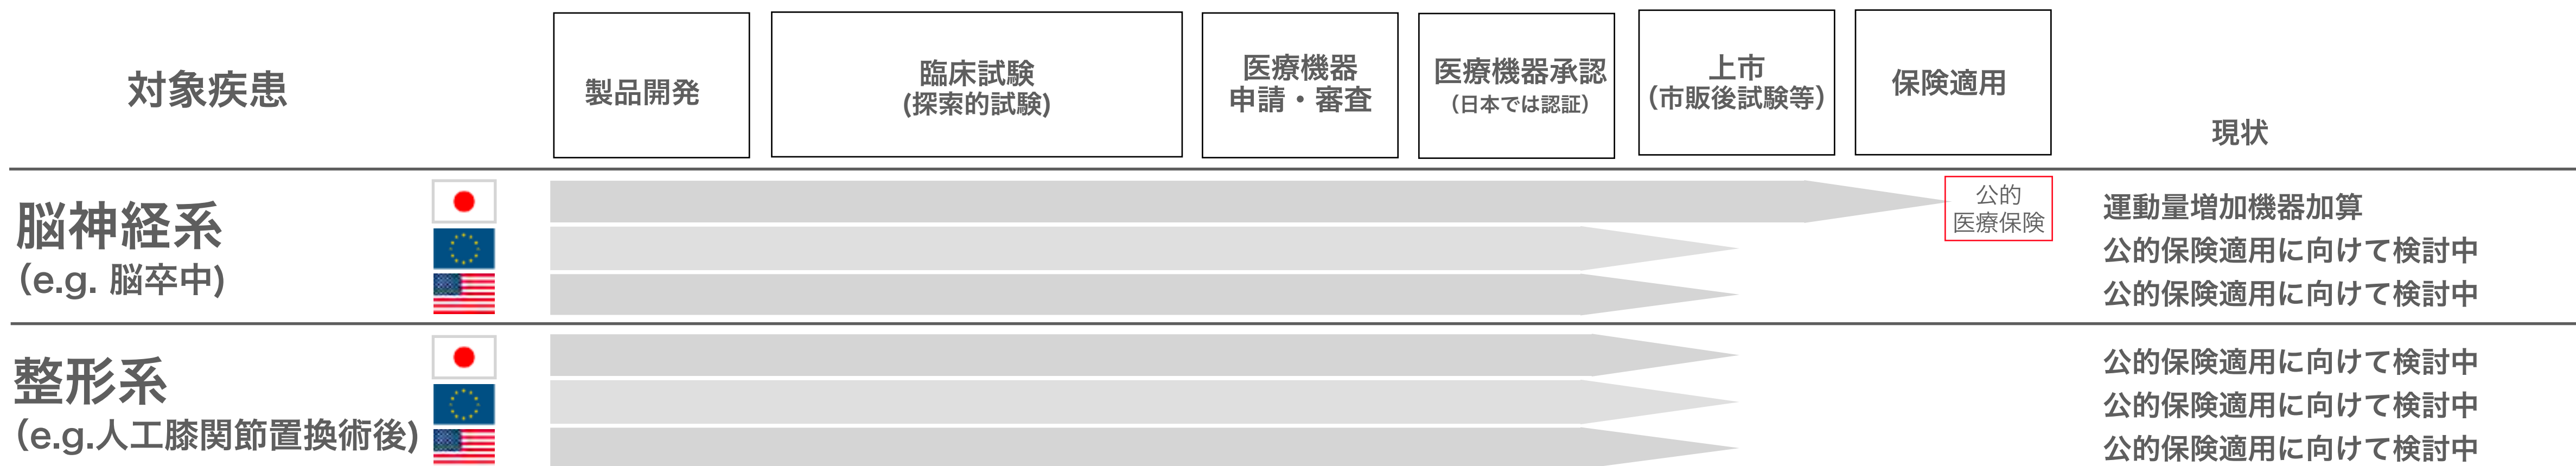 対象疾患
製品開発
臨床試験
(探索的試験)
医療機器
申請・審査
医療機器承認
（日本では認証）
上市
（市販後試験等）
保険適用
現状
脳神経系
（e.g. 脳卒中)
公的
医療保険
運動量増加機器加算
公的保険適用に向けて検討中
公的保険適用に向けて検討中
整形系
（e.g.人工膝関節置換術後)
公的保険適用に向けて検討中
公的保険適用に向けて検討中
公的保険適用に向けて検討中